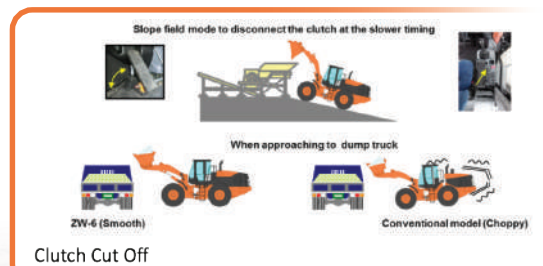 Slope field mode to disconnect the clutch at the slower timing
When approaching to dump truck
ZW-6 (Smooth)
Conventional model (Choppy)
Clutch Cut Off